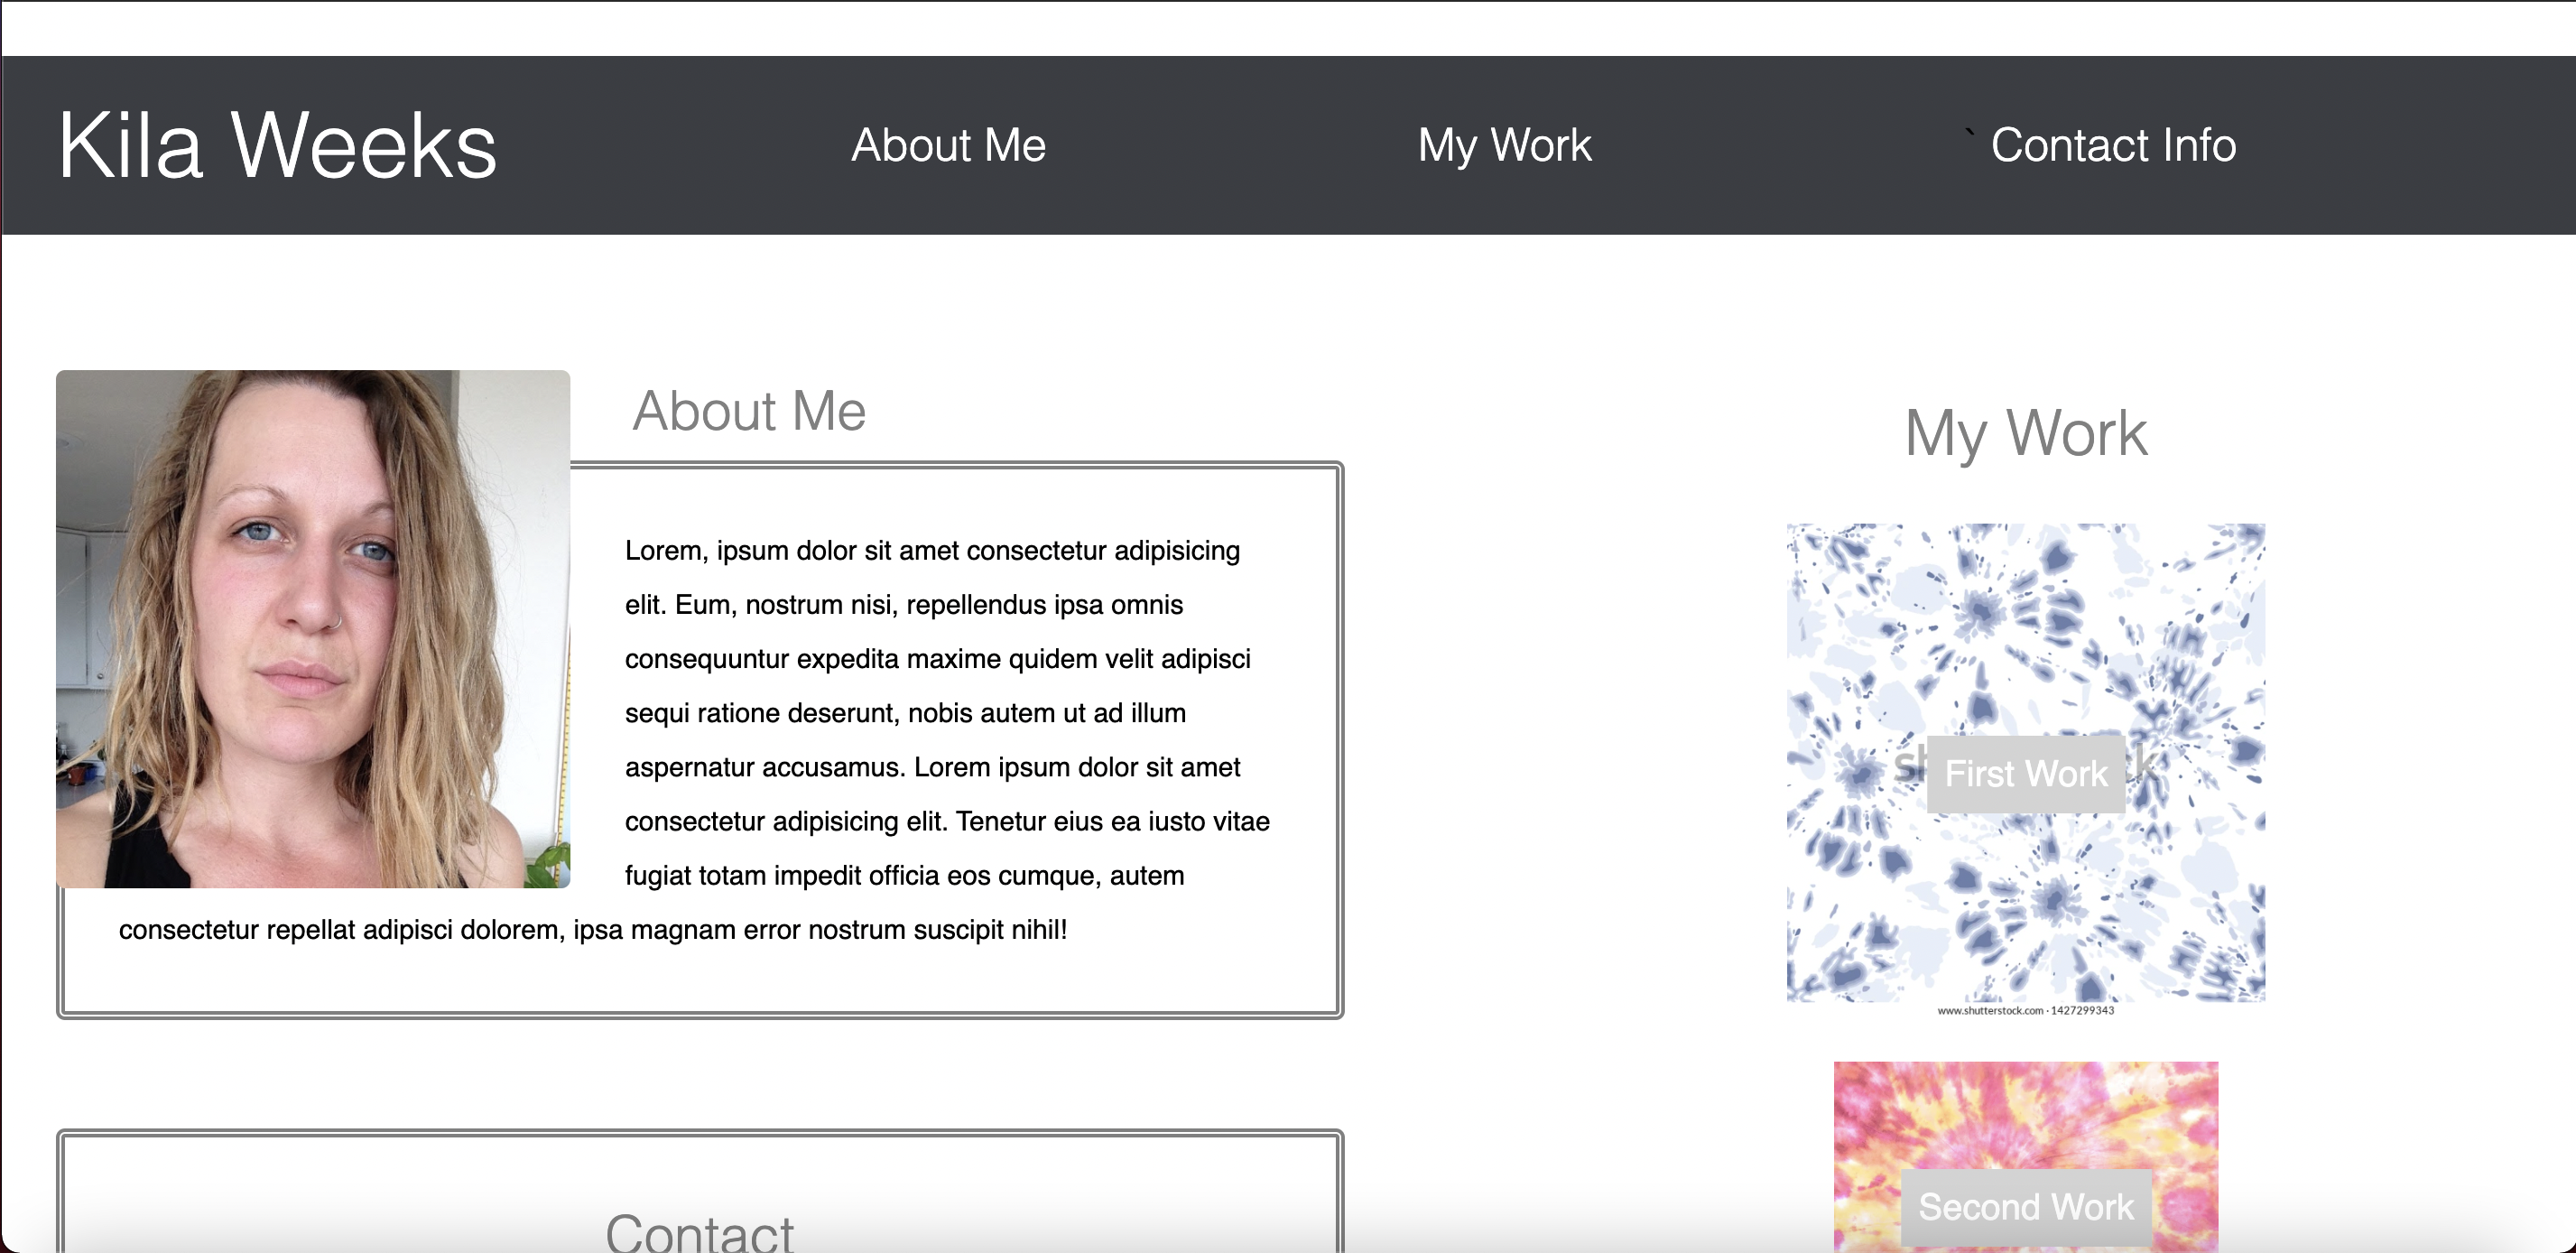 Kila Weeks
About Me
My Work
` Contact Info
About Me
Lorem, ipsum dolor sit amet consectetur adipisicing
elit. Eum, nostrum nisi, repellendus ipsa omnis
consequuntur expedita maxime quidem velit adipisci
sequi ratione deserunt, nobis autem ut ad illum
aspernatur accusamus. Lorem ipsum dolor sit amet
consectetur adipisicing elit. Tenetur eius ea iusto vitae
fugiat totam impedit officia eos cumque, autem
consectetur repellat adipisci dolorem, ipsa magnam error nostrum suscipit nihil!
Contact
My Work
First Work
www.shutterstock.com · 1427299343
Second Work